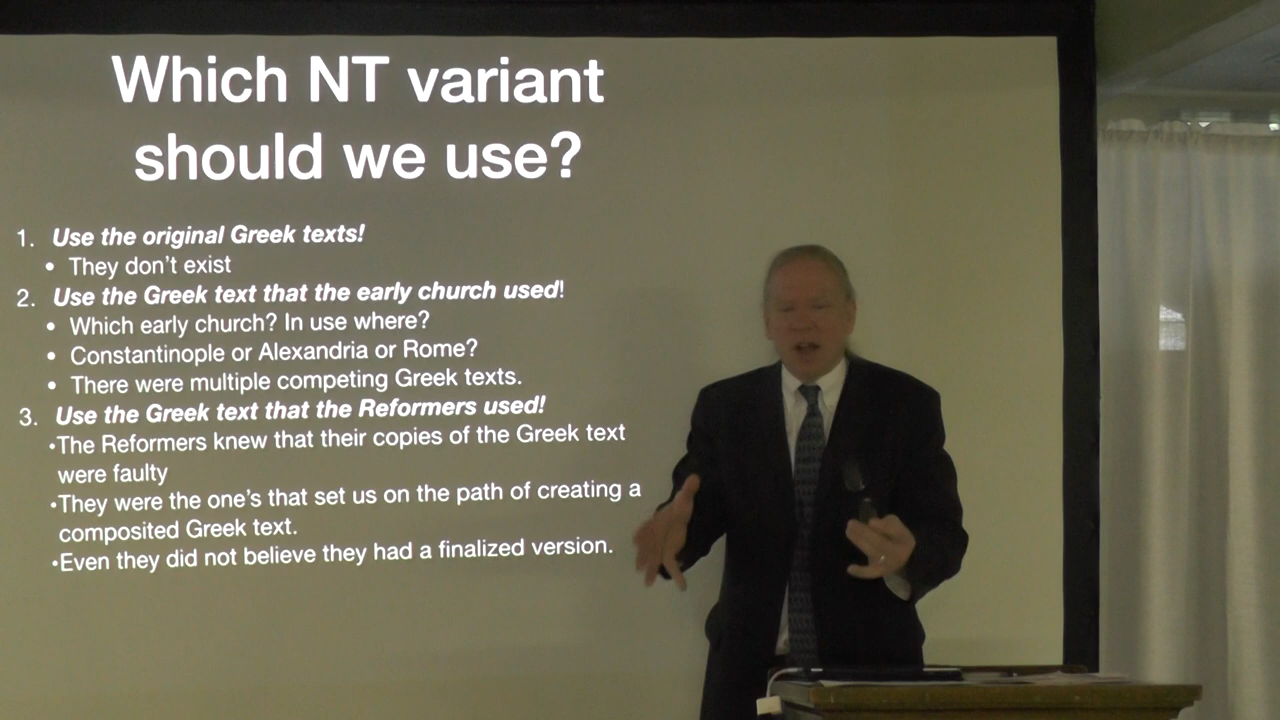 Which NT variant
should we use?
1. Use the original Greek texts!
• They don't exist
2. Use the Greek text that the early church used!
• Which early church? In use where?
• Constantinople or Alexandria or Rome?
• There were multiple competing Greek texts.
3. Use the Greek text that the Reformers used!
•The Reformers knew that their copies of the Greek text
were faulty
•They were the one's that set us on the path of creating a
composited Greek text.
•Even they did not believe they had a finalized version.